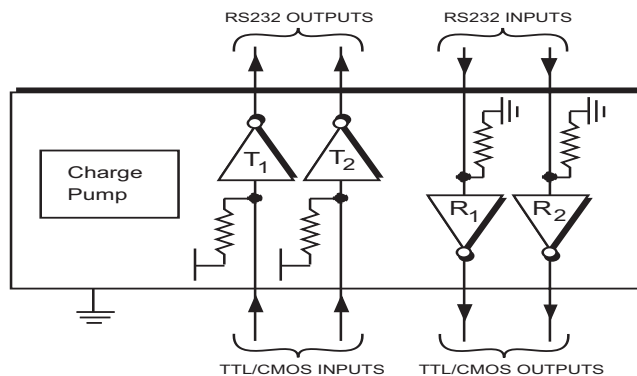 RS232 OUTPUTS
RS232 INPUTS
Charge
Pump
T1
T2
R1
R2
TTL/CMOS INPUTS
TTL/CMOS OUTPUTS